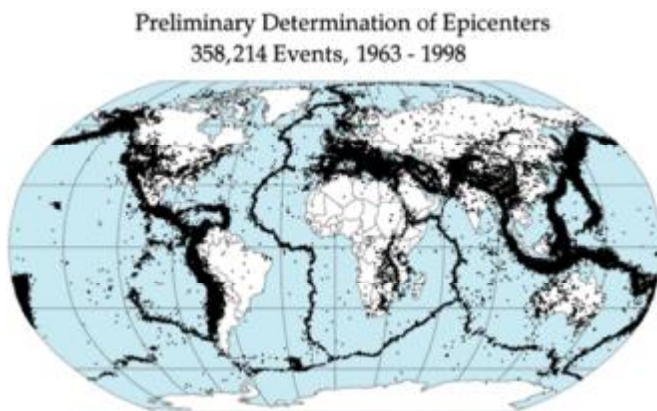 Preliminary Determination of Epicenters
358,214 Events, 1963 - 1998